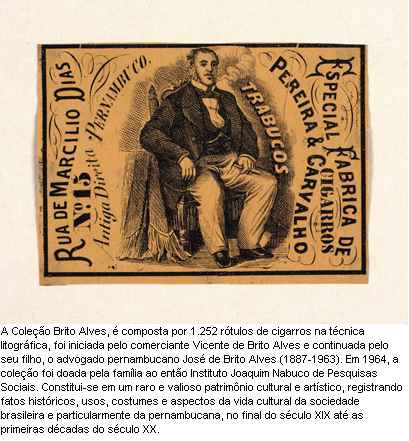 RUA DE MARCILIO DIAS
Nº 15
Antiga Direita PERNAMBUCO.
TRABUCOS
PEREIRA & CARVALHO
CIGARROS
ESPECIAL FABRICA DE
A Coleção Brito Alves, é composta por 1.252 rótulos de cigarros na técnica
litográfica, foi iniciada pelo comerciante Vicente de Brito Alves e continuada pelo
seu filho, o advogado pernambucano José de Brito Alves (1887-1963). Em 1964, a
coleção foi doada pela família ao então Instituto Joaquim Nabuco de Pesquisas
Sociais. Constitui-se em um raro e valioso patrimônio cultural e artístico, registrando
fatos históricos, usos, costumes e aspectos da vida cultural da sociedade
brasileira e particularmente da pernambucana, no final do século XIX até as
primeiras décadas do século XX.